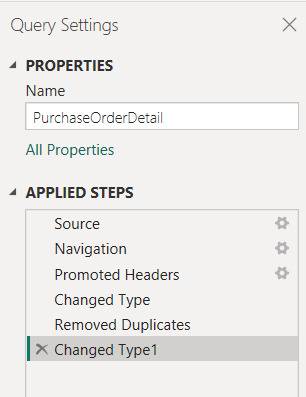 Query Settings
PROPERTIES
Name
PurchaseOrderDetail
All Properties
APPLIED STEPS
Source
Navigation
Promoted Headers
Changed Type
Removed Duplicates
Changed Type1